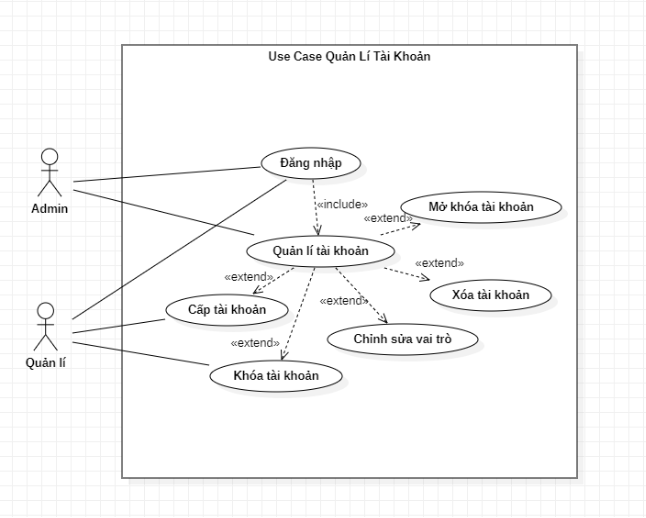 Use Case Quản Lí Tài Khoản
Đăng nhập
Admin
«include»
Mở khóa tài khoản
«extend»
Quản lí tài khoản
«extend»
«extend»
Xóa tài khoản
Cấp tài khoản
«extend»
Quản lí
«extend»
Chỉnh sửa vai trò
Khóa tài khoản